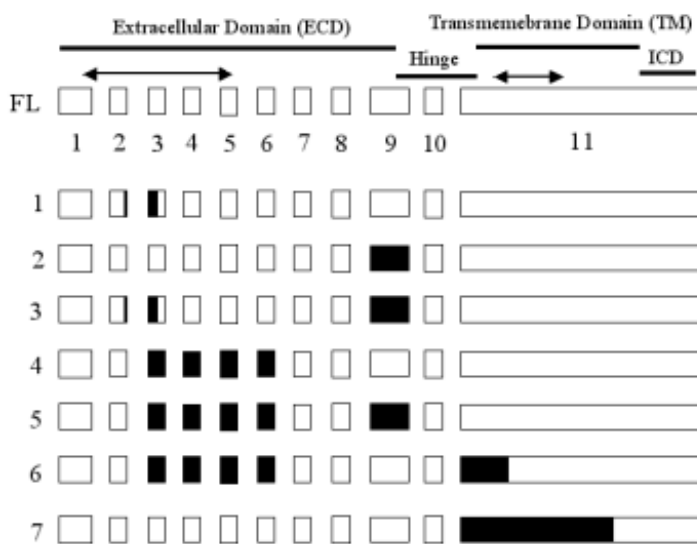 Extracellular Domain (ECD) Transmemebrane Domain (TM)
Hinge ICD
FL
1 2 3 4 5 6 7 8 9 10 11
1
2
3
4
5
6
7